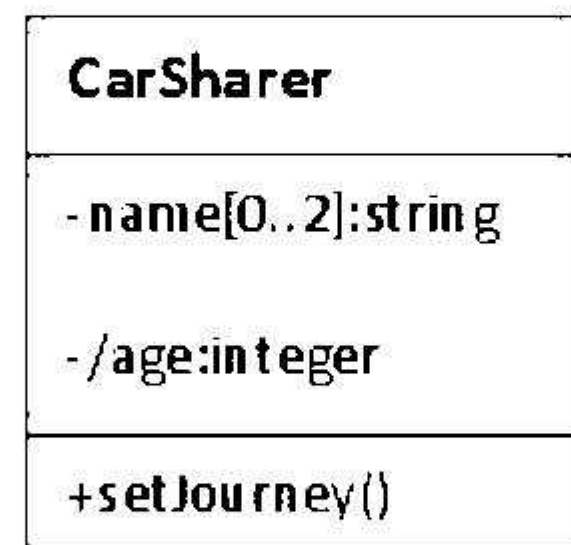 CarSharer
-name[0..2]:string
-/age:integer
+setJourney()